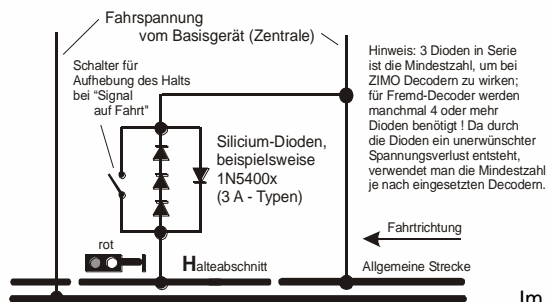 Fahrspannung
vom Basisgerät (Zentrale)
Schalter für
Aufhebung des Halts
bei "Signal
auf Fahrt"
Hinweis: 3 Dioden in Serie
ist die Mindestzahl, um bei
ZIMO Decodern zu wirken;
für Fremd-Decoder werden
manchmal 4 oder mehr
Dioden benötigt ! Da durch
die Dioden ein unerwünschter
Spannungsverlust entsteht,
verwendet man die Mindestzahl
je nach eingesetzten Decodern.
Silicium-Dioden,
beispielsweise
1N5400x
(3 A - Typen)
Fahrtrichtung
rot
Halteabschnitt
Allgemeine Strecke
Im